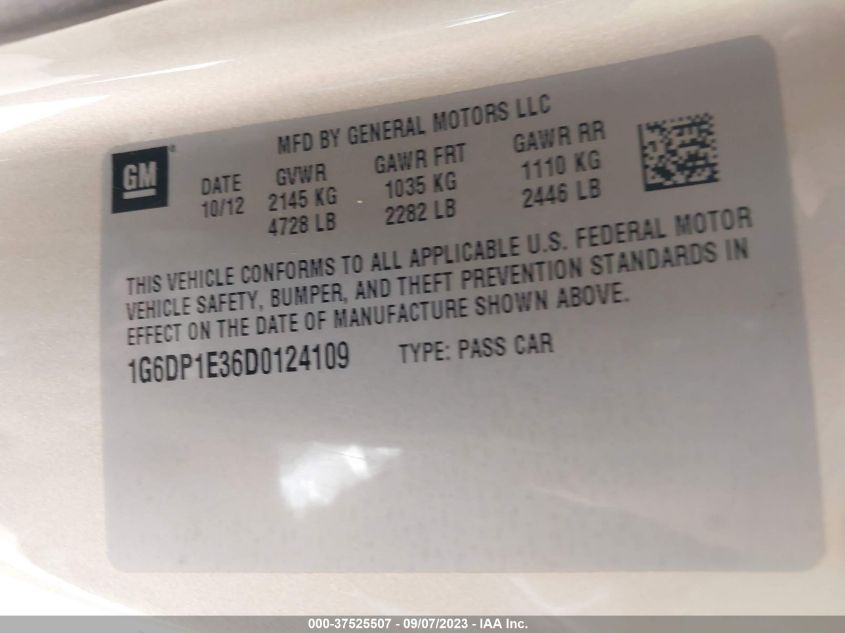 MFD BY GENERAL MOTORS LLC
GM
DATE GVWR GAWR FRT GAWR RR
10/12 2145 KG 1035 KG 1110 KG
4728 LB 2282 LB 2446 LB
THIS VEHICLE CONFORMS TO ALL APPLICABLE U.S. FEDERAL MOTOR
VEHICLE SAFETY, BUMPER, AND THEFT PREVENTION STANDARDS IN
EFFECT ON THE DATE OF MANUFACTURE SHOWN ABOVE.
1G6DP1E36D0124109 TYPE: PASS CAR
000-37525507 - 09/07/2023 - IAA Inc.